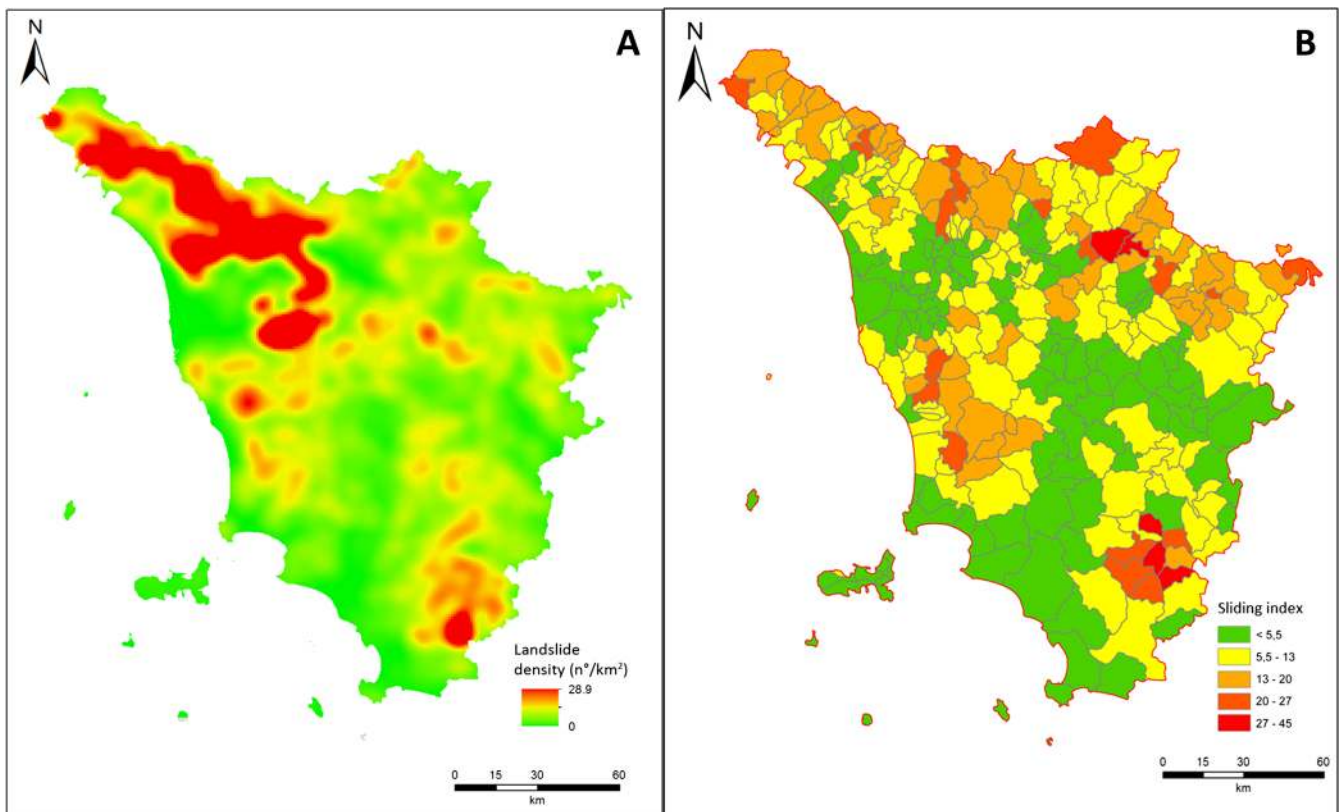 N
A
Landslide
density (n°/km²)
28.9
0
0 15 30 60
km
N
B
Sliding index
< 5,5
5,5 - 13
13 - 20
20 - 27
27 - 45
0 15 30 60
km